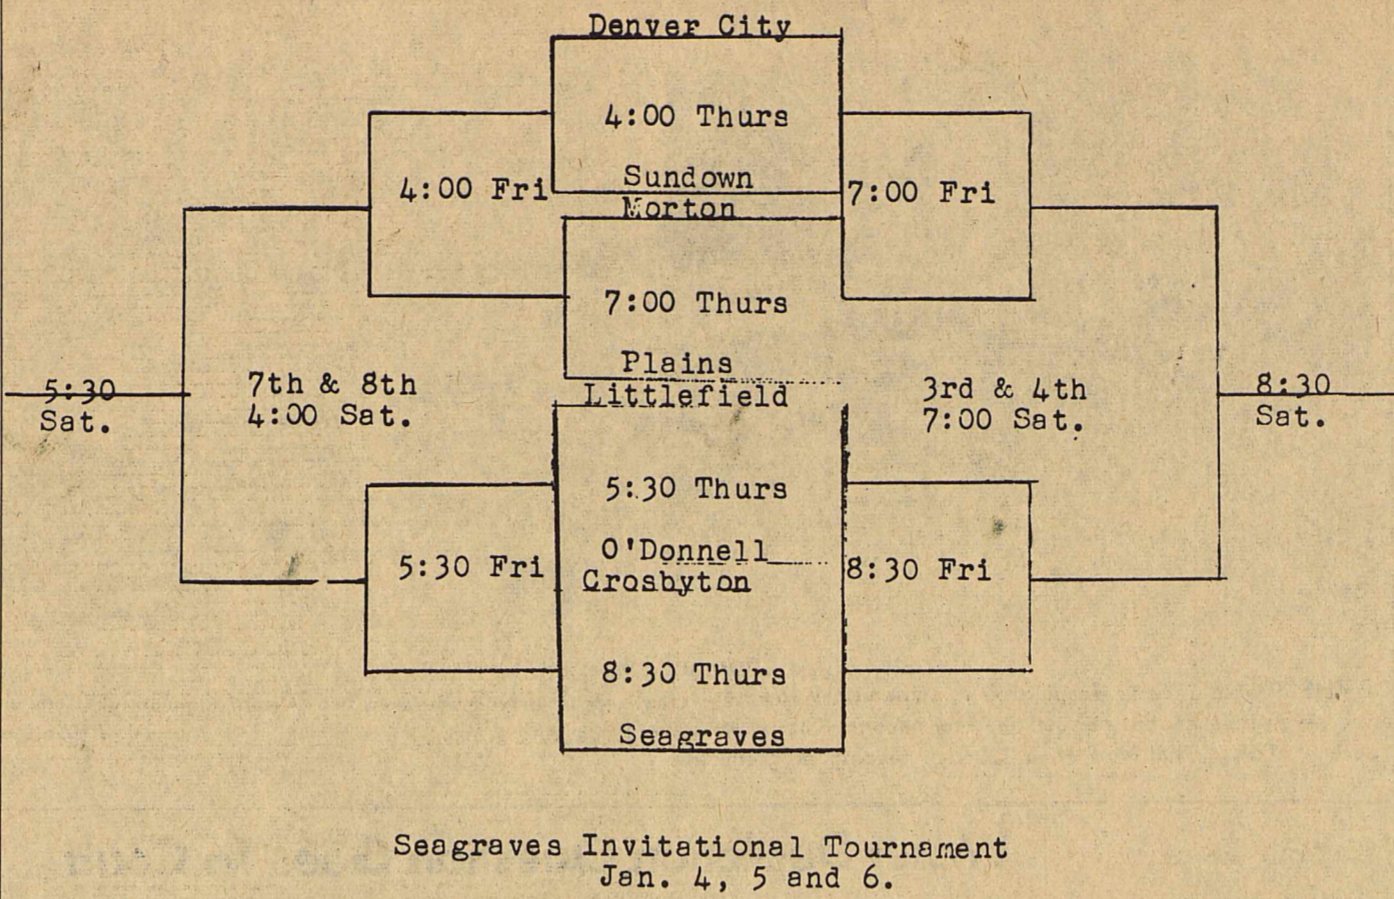 Denver City
4:00 Thurs
4:00 Fri
Sundown
7:00 Fri
Morton
7:00 Thurs
Plains
5:30
Sat.
7th & 8th
4:00 Sat.
Littlefield
3rd & 4th
7:00 Sat.
8:30
Sat.
5:30 Thurs
5:30 Fri
O'Donnell
Crosbyton
8:30 Fri
8:30 Thurs
Seagraves
Seagraves Invitational Tournament
Jan. 4, 5 and 6.